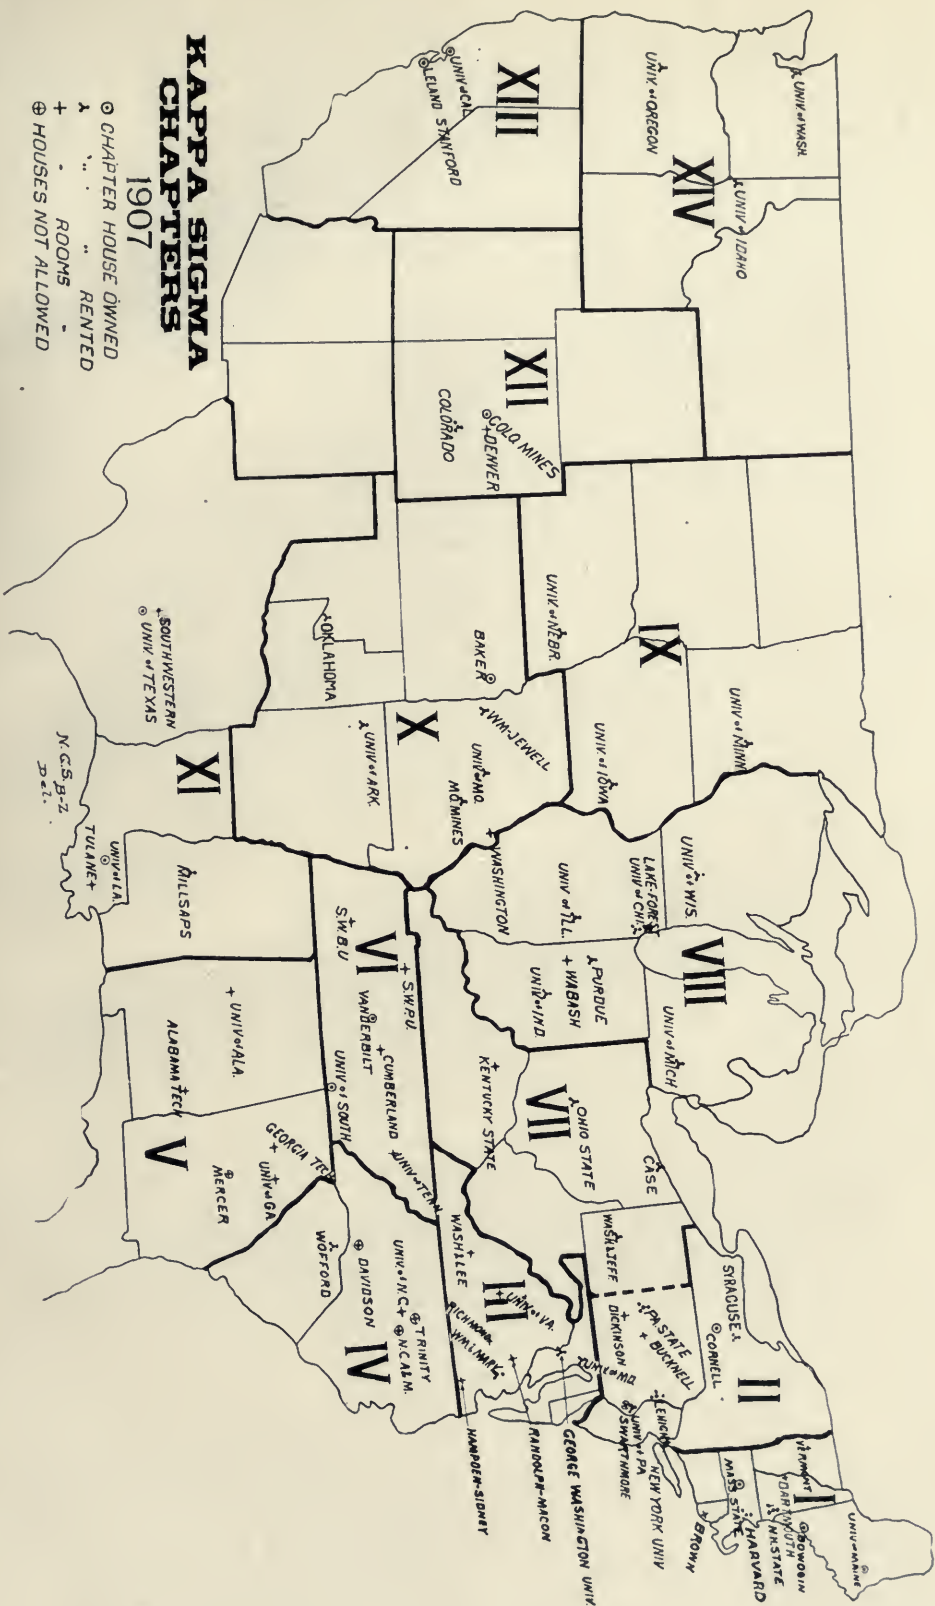 KAPPA SIGMA
CHAPTERS
1907
⊙ CHAPTER HOUSE OWNED
⅄ " " RENTED
+ " ROOMS "
⊕ HOUSES NOT ALLOWED
UNIV. of WASH.
XIV
UNIV. of IDAHO
UNIV. of OREGON
XIII
UNIV of CAL.
LELAND STANFORD
XII
COLO. MINES
DENVER
COLORADO
IX
UNIV of MINN
UNIV. of NEBR.
UNIV. of IOWA
X
BAKER
WM-JEWELL
UNIV. of MO.
MO. MINES
OKLAHOMA
UNIV of ARK.
WASHINGTON
XI
SOUTHWESTERN
UNIV. of TEXAS
N.G.S. B-Z
Del.
TULANE
UNIV of LA.
MILLSAPS
VIII
UNIV of WIS.
LAKE-FOREST
UNIV of CHI.
UNIV of ILL.
UNIV of MICH
PURDUE
WABASH
UNIV of IND.
VII
OHIO STATE
CASE
KENTUCKY STATE
WASH & JEFF
VI
S.W.B.U
S.W.P.U.
VANDERBILT
CUMBERLAND
UNIV of SOUTH
UNIV of TENN
V
UNIV of ALA.
ALABAMA TECK
GEORGIA TECH
UNIV of GA
MERCER
IV
WOFFORD
DAVIDSON
UNIV. of N.C.
TRINITY
N.C. A & M.
III
WASH & LEE
UNIV. of VA.
RICHMOND
WM & MARY
HAMPDEN-SIDNEY
RANDOLPH-MACON
GEORGE WASHINGTON UNIV.
II
SYRACUSE
CORNELL
PA STATE
BUCKNELL
DICKINSON
LEHIGH
UNIV of PA
SWARTHMORE
NEW YORK UNIV
I
VERMONT
DARTMOUTH
N.H. STATE
BOWDOIN
UNIV of MAINE
MASS. STATE
HARVARD
BROWN